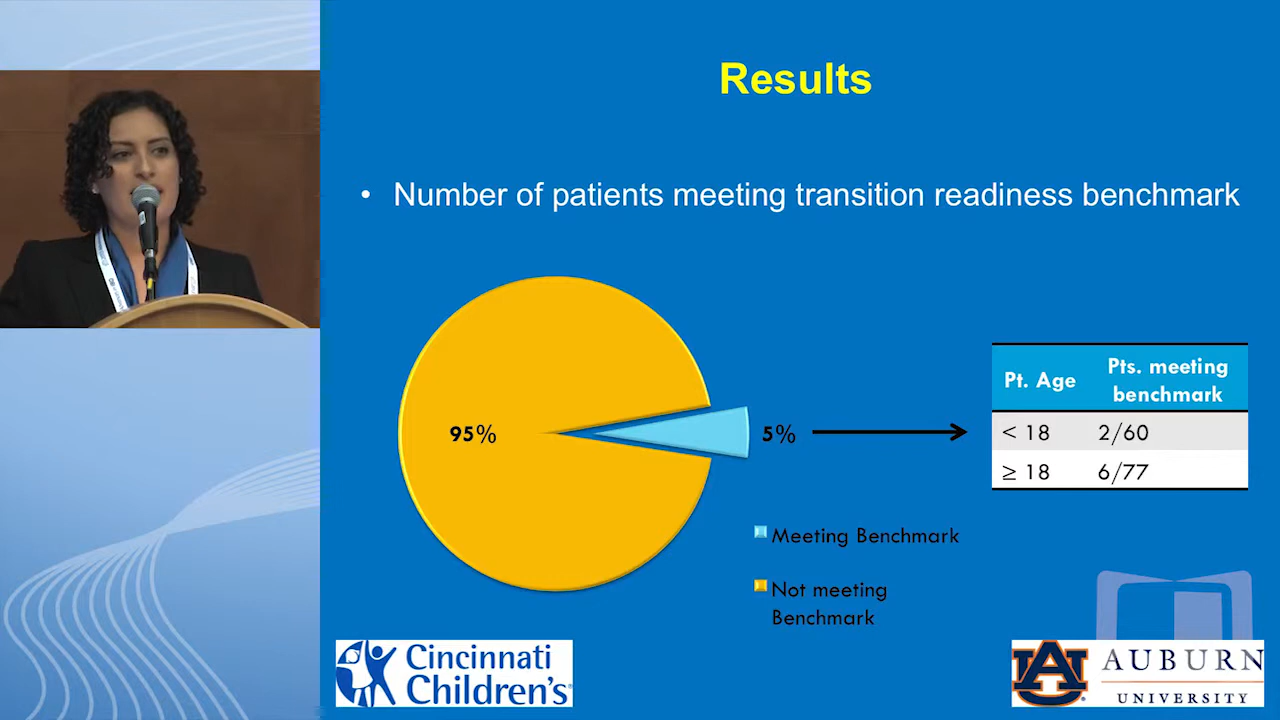 Results
• Number of patients meeting transition readiness benchmark
95%
5%
Pt. Age
Pts. meeting
benchmark
< 18 2/60
≥ 18 6/77
Meeting Benchmark
Not meeting
Benchmark
Cincinnati
Children's®
AUBURN
UNIVERSITY